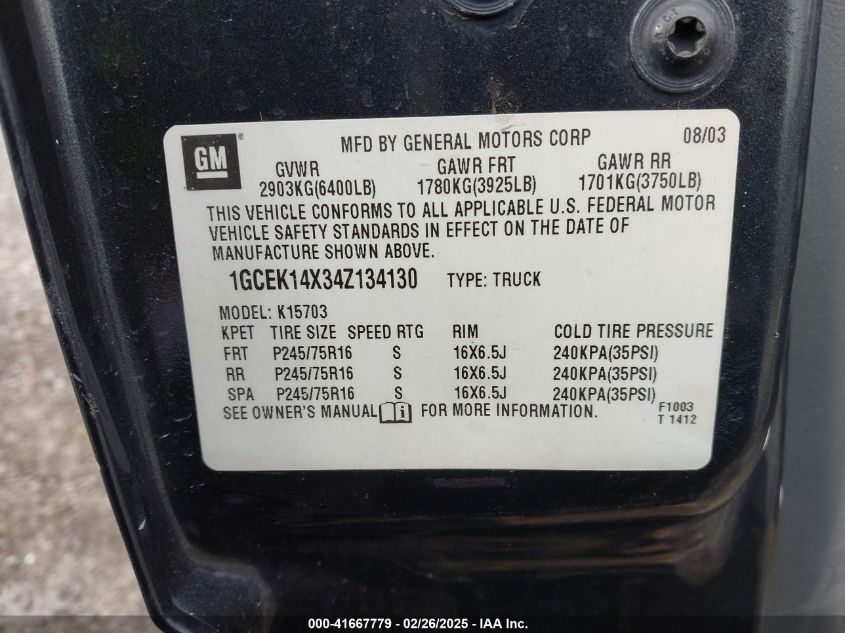 GM
MFD BY GENERAL MOTORS CORP 08/03
GVWR GAWR FRT GAWR RR
2903KG(6400LB) 1780KG(3925LB) 1701KG(3750LB)
THIS VEHICLE CONFORMS TO ALL APPLICABLE U.S. FEDERAL MOTOR
VEHICLE SAFETY STANDARDS IN EFFECT ON THE DATE OF
MANUFACTURE SHOWN ABOVE.
1GCEK14X34Z134130 TYPE: TRUCK
MODEL: K15703
KPET TIRE SIZE SPEED RTG RIM COLD TIRE PRESSURE
FRT P245/75R16 S 16X6.5J 240KPA(35PSI)
RR P245/75R16 S 16X6.5J 240KPA(35PSI)
SPA P245/75R16 S 16X6.5J 240KPA(35PSI)
SEE OWNER'S MANUAL FOR MORE INFORMATION.
F1003
T 1412
000-41667779 - 02/26/2025 - IAA Inc.